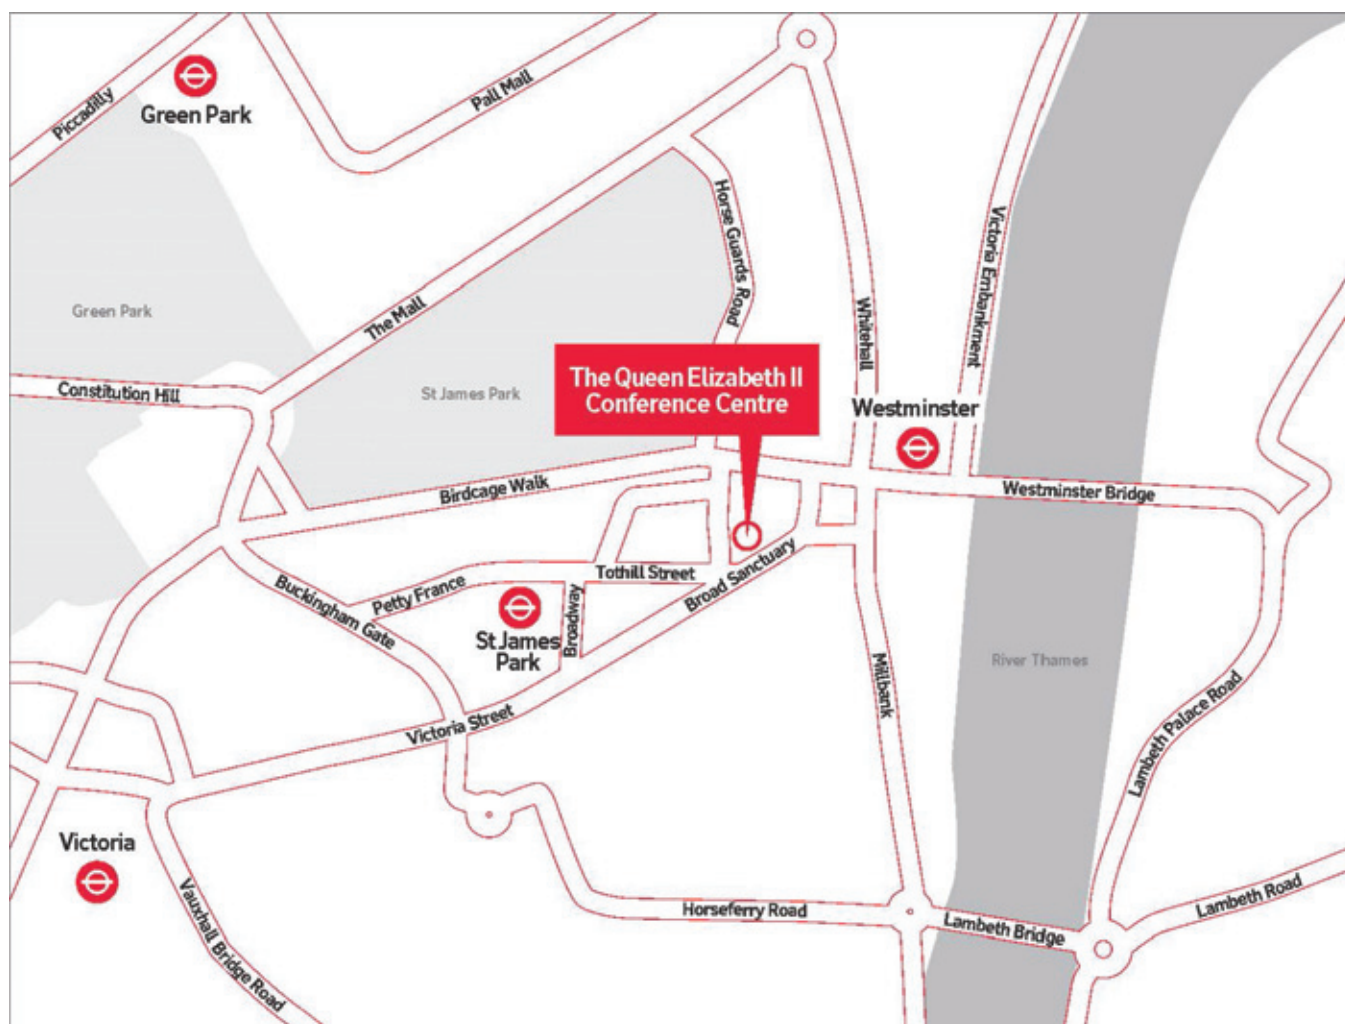 Piccadilly
Green Park
Pall Mall
Horse Guards Road
Victoria Embankment
Green Park
The Mall
Whitehall
Constitution Hill
St James Park
The Queen Elizabeth II
Conference Centre
Westminster
Birdcage Walk
Westminster Bridge
Buckingham Gate
Petty France
Tothill Street
Broad Sanctuary
Broadway
St James
Park
River Thames
Millbank
Victoria Street
Lambeth Palace Road
Victoria
Vauxhall Bridge Road
Horseferry Road
Lambeth Bridge
Lambeth Road